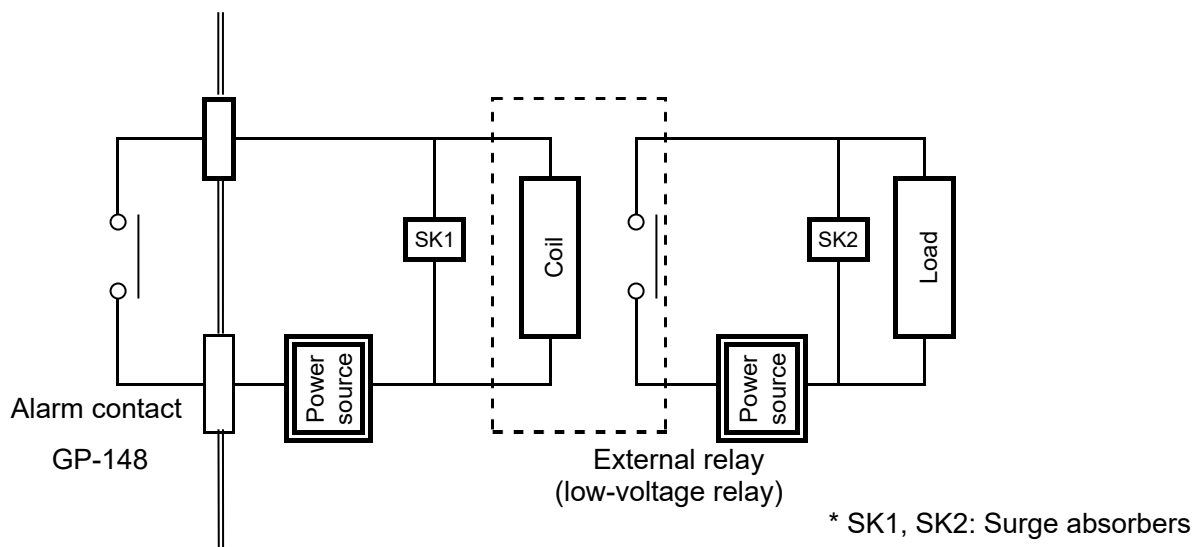 SK1
Coil
SK2
Load
Power
source
Power
source
Alarm contact
GP-148
External relay
(low-voltage relay)
* SK1, SK2: Surge absorbers